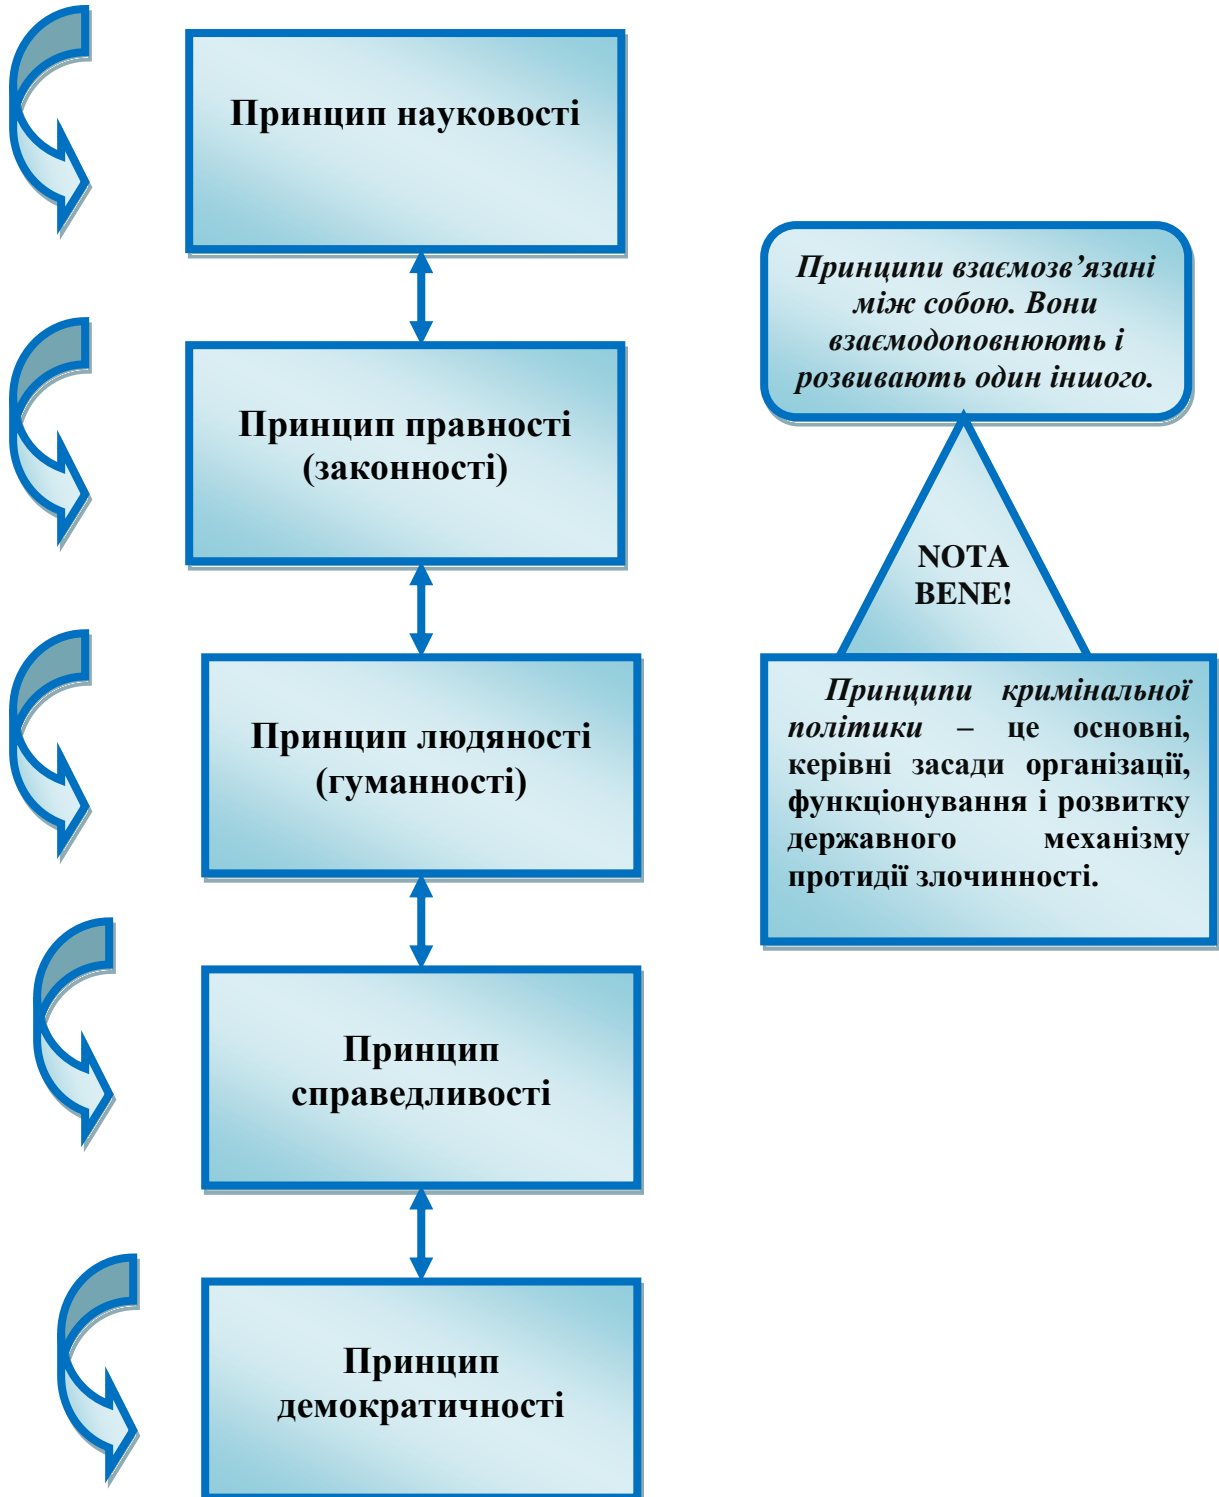 Принцип науковості
Принцип правності
(законності)
Принцип людяності
(гуманності)
Принцип
справедливості
Принцип
демократичності
Принципи взаємозв’язані
між собою. Вони
взаємодоповнюють і
розвивають один іншого.
NOTA
BENE!
Принципи кримінальної
політики – це основні,
керівні засади організації,
функціонування і розвитку
державного механізму
протидії злочинності.